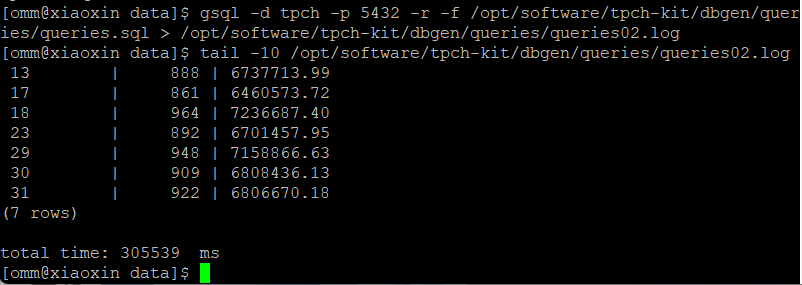 [omm@xiaoxin data]$ gsql -d tpch -p 5432 -r -f /opt/software/tpch-kit/dbgen/quer
ies/queries.sql > /opt/software/tpch-kit/dbgen/queries/queries02.log
[omm@xiaoxin data]$ tail -10 /opt/software/tpch-kit/dbgen/queries/queries02.log
 13        |     888 | 6737713.99
 17        |     861 | 6460573.72
 18        |     964 | 7236687.40
 23        |     892 | 6701457.95
 29        |     948 | 7158866.63
 30        |     909 | 6808436.13
 31        |     922 | 6806670.18
(7 rows)
total time: 305539  ms
[omm@xiaoxin data]$